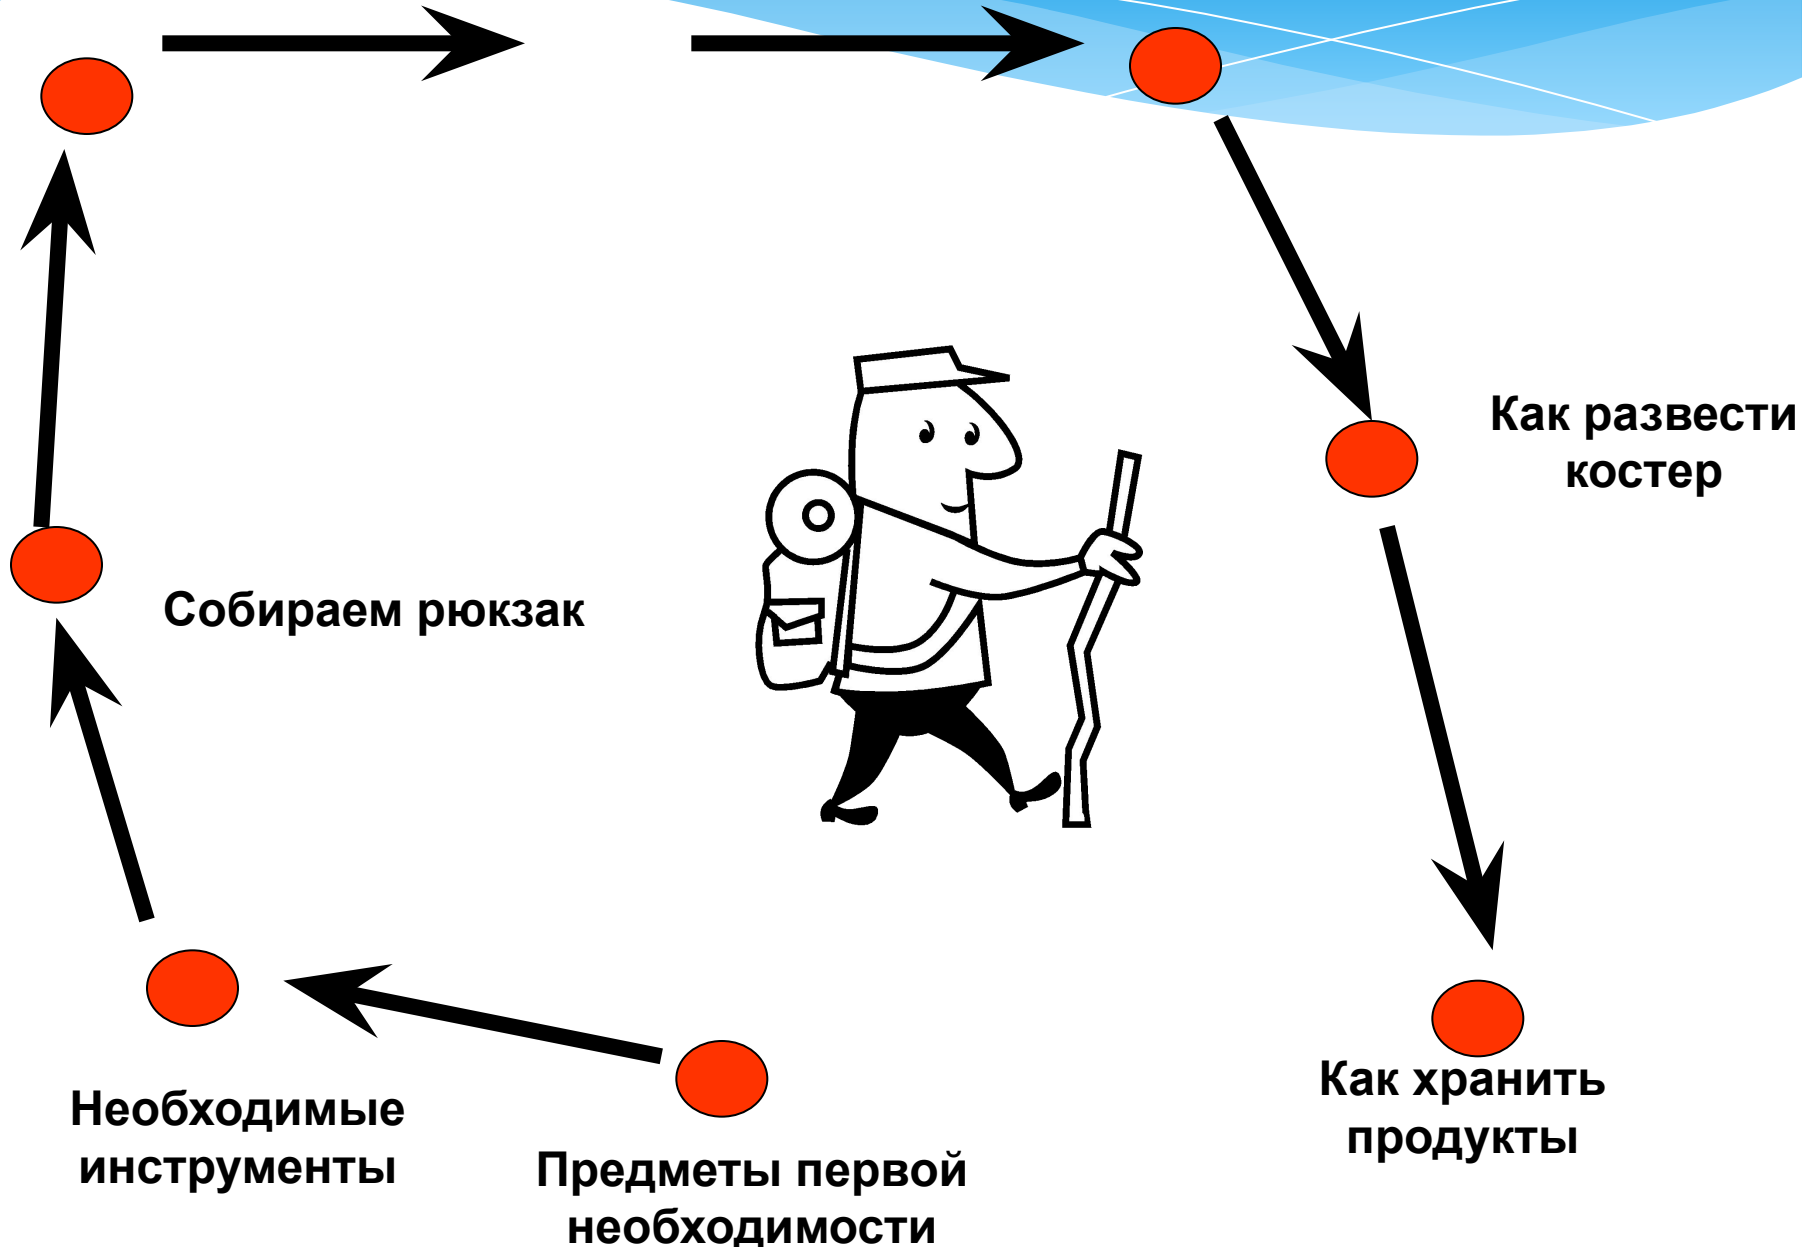 Как развести
костер
Собираем рюкзак
Как хранить
продукты
Необходимые
инструменты
Предметы первой
необходимости